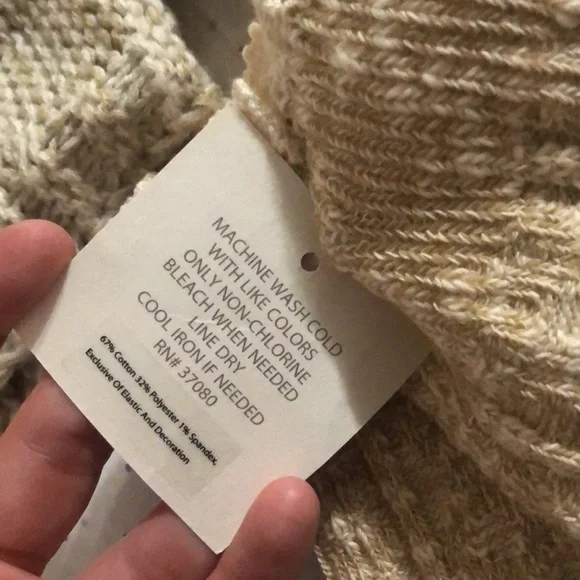 MACHINE WASH COLD
WITH LIKE COLORS
ONLY NON-CHLORINE
BLEACH WHEN NEEDED
LINE DRY
COOL IRON IF NEEDED
RN# 37080
67% Cotton 32% Polyester 1% Spandex,
Exclusive Of Elastic And Decoration